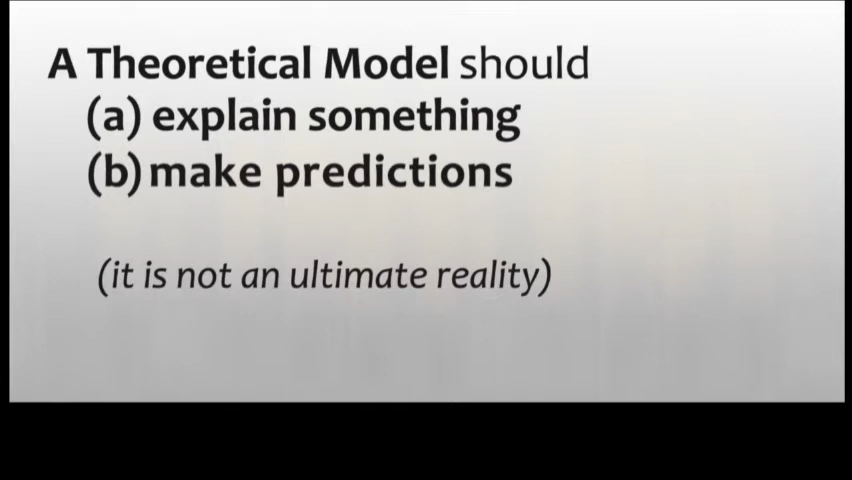 A Theoretical Model should
(a) explain something
(b) make predictions
(it is not an ultimate reality)